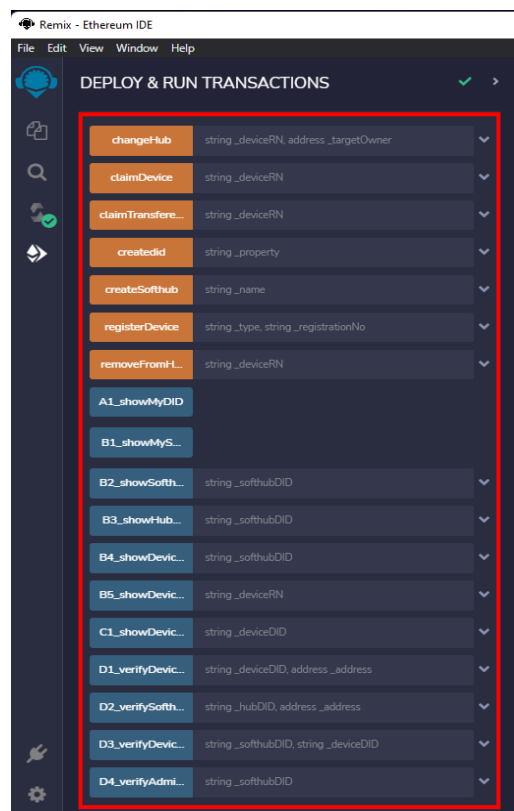 Remix - Ethereum IDE
File Edit View Window Help
DEPLOY & RUN TRANSACTIONS
changeHub string _deviceRN, address _targetOwner
claimDevice string _deviceRN
claimTransfere... string _deviceRN
createdid string _property
createSofthub string _name
registerDevice string _type, string _registrationNo
removeFromH... string _deviceRN
A1_showMyDID
B1_showMyS...
B2_showSofth... string _softhubDID
B3_showHub... string _softhubDID
B4_showDevic... string _softhubDID
B5_showDevic... string _deviceRN
C1_showDevic... string _deviceDID
D1_verifyDevic... string _deviceDID, address _address
D2_verifySofth... string _hubDID, address _address
D3_verifyDevic... string _softhubDID, string _deviceDID
D4_verifyAdmi... string _softhubDID